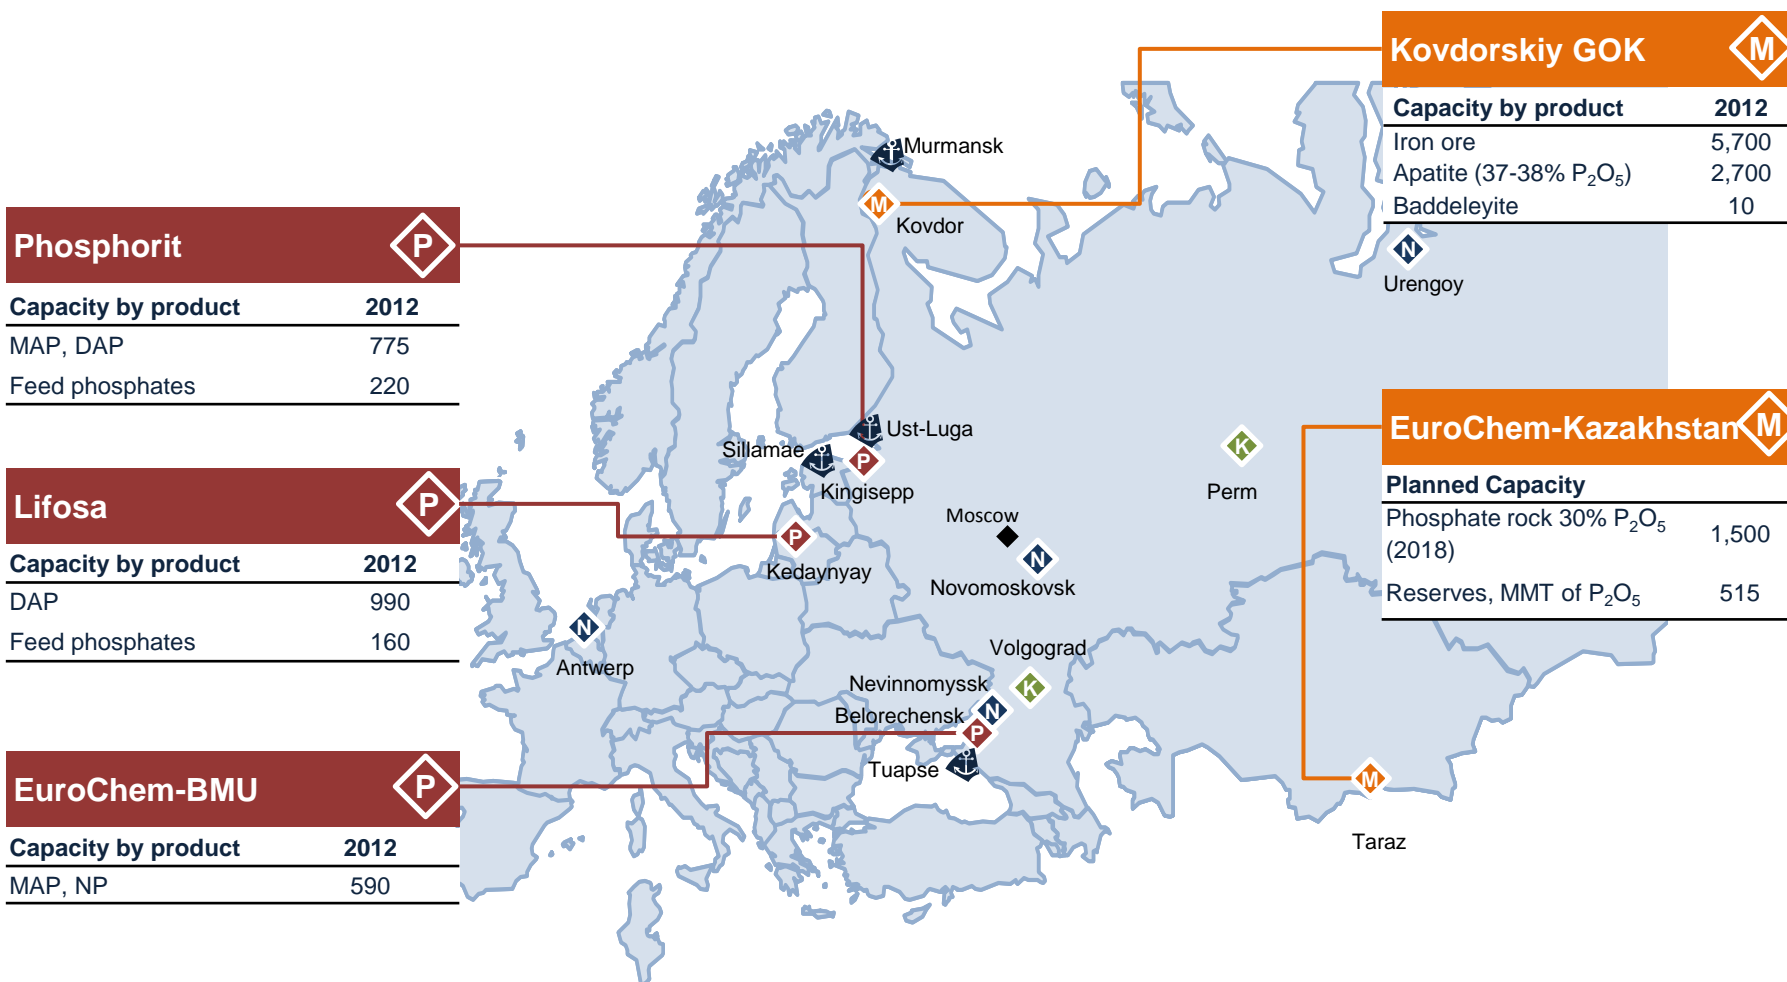 Kovdorskiy GOK M
Capacity by product 2012
Iron ore 5,700
Apatite (37-38% P₂O₅) 2,700
Baddeleyite 10
Phosphorit P
Capacity by product 2012
MAP, DAP 775
Feed phosphates 220
Lifosa P
Capacity by product 2012
DAP 990
Feed phosphates 160
EuroChem-BMU P
Capacity by product 2012
MAP, NP 590
EuroChem-Kazakhstan M
Planned Capacity
Phosphate rock 30% P₂O₅
(2018) 1,500
Reserves, MMT of P₂O₅ 515
Murmansk
M
Kovdor
N
Urengoy
Ust-Luga
Sillamae
P
Kingisepp
K
Perm
Moscow
P
Kedaynyay
N
Novomoskovsk
N
Antwerp
Volgograd
K
Nevinnomyssk
N
Belorechensk
P
Tuapse
M
Taraz